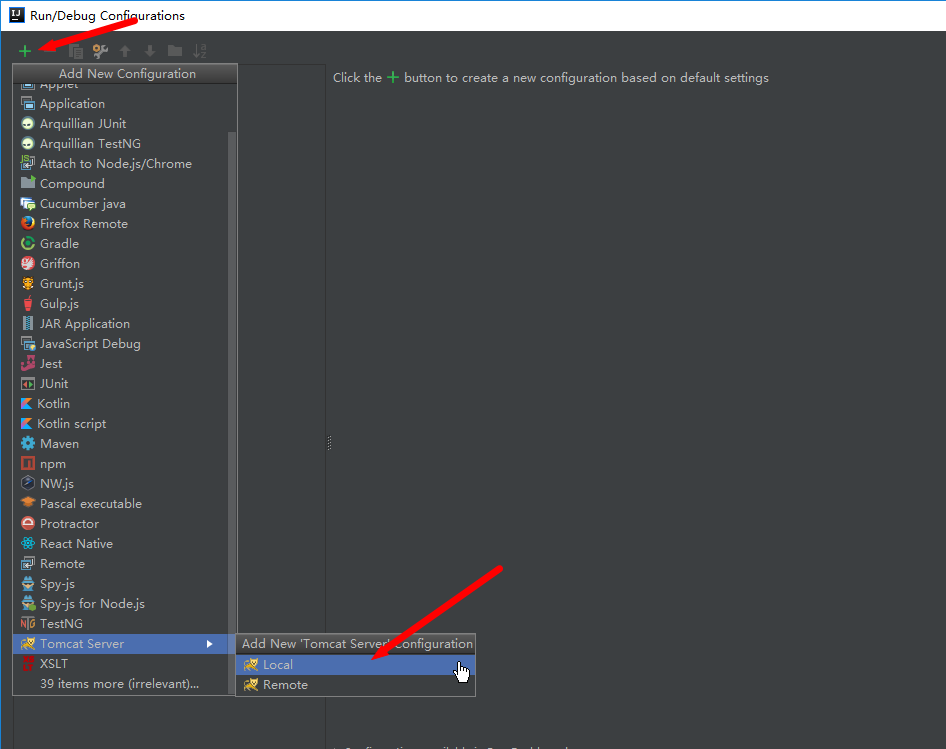 Run/Debug Configurations
Add New Configuration
Click the + button to create a new configuration based on default settings
Applet
Application
Arquillian JUnit
Arquillian TestNG
Attach to Node.js/Chrome
Compound
Cucumber java
Firefox Remote
Gradle
Griffon
Grunt.js
Gulp.js
JAR Application
JavaScript Debug
Jest
JUnit
Kotlin
Kotlin script
Maven
npm
NW.js
Pascal executable
Protractor
React Native
Remote
Spy-js
Spy-js for Node.js
TestNG
Tomcat Server
Add New 'Tomcat Server' Configuration
XSLT
Local
39 items more (irrelevant)...
Remote